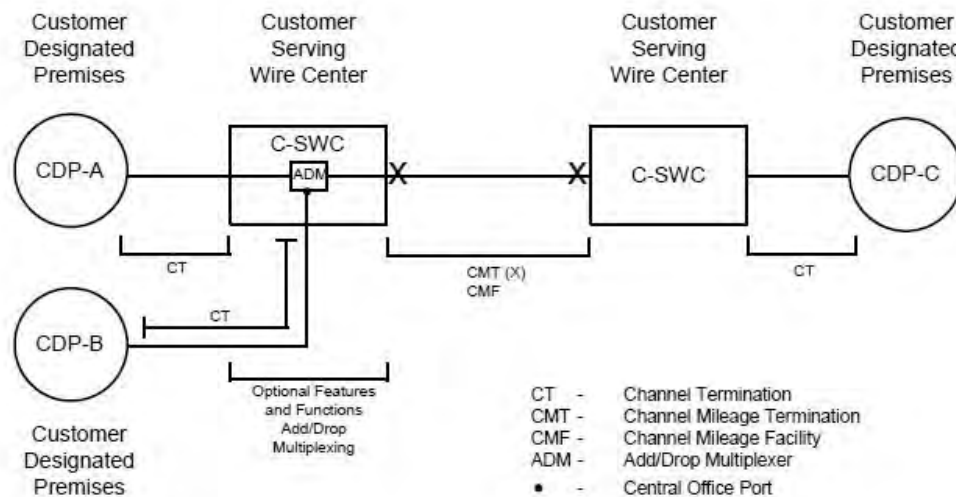 Customer
Designated
Premises
Customer
Serving
Wire Center
Customer
Serving
Wire Center
Customer
Designated
Premises
CDP-A
C-SWC
ADM
X
X
C-SWC
CDP-C
CT
CMT (X)
CMF
CT
CT
CDP-B
Optional Features
and Functions
Add/Drop
Multiplexing
Customer
Designated
Premises
CT - Channel Termination
CMT - Channel Mileage Termination
CMF - Channel Mileage Facility
ADM - Add/Drop Multiplexer
• - Central Office Port